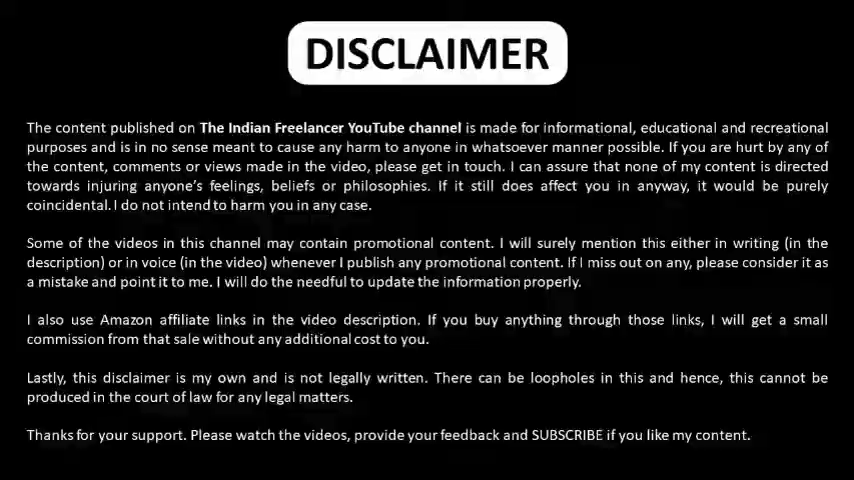 DISCLAIMER
The content published on The Indian Freelancer YouTube channel is made for informational, educational and recreational
purposes and is in no sense meant to cause any harm to anyone in whatsoever manner possible. If you are hurt by any of
the content, comments or views made in the video, please get in touch. I can assure that none of my content is directed
towards injuring anyone's feelings, beliefs or philosophies. If it still does affect you in anyway, it would be purely
coincidental. I do not intend to harm you in any case.
Some of the videos in this channel may contain promotional content. I will surely mention this either in writing (in the
description) or in voice (in the video) whenever I publish any promotional content. If I miss out on any, please consider it as
a mistake and point it to me. I will do the needful to update the information properly.
I also use Amazon affiliate links in the video description. If you buy anything through those links, I will get a small
commission from that sale without any additional cost to you.
Lastly, this disclaimer is my own and is not legally written. There can be loopholes in this and hence, this cannot be
produced in the court of law for any legal matters.
Thanks for your support. Please watch the videos, provide your feedback and SUBSCRIBE if you like my content.